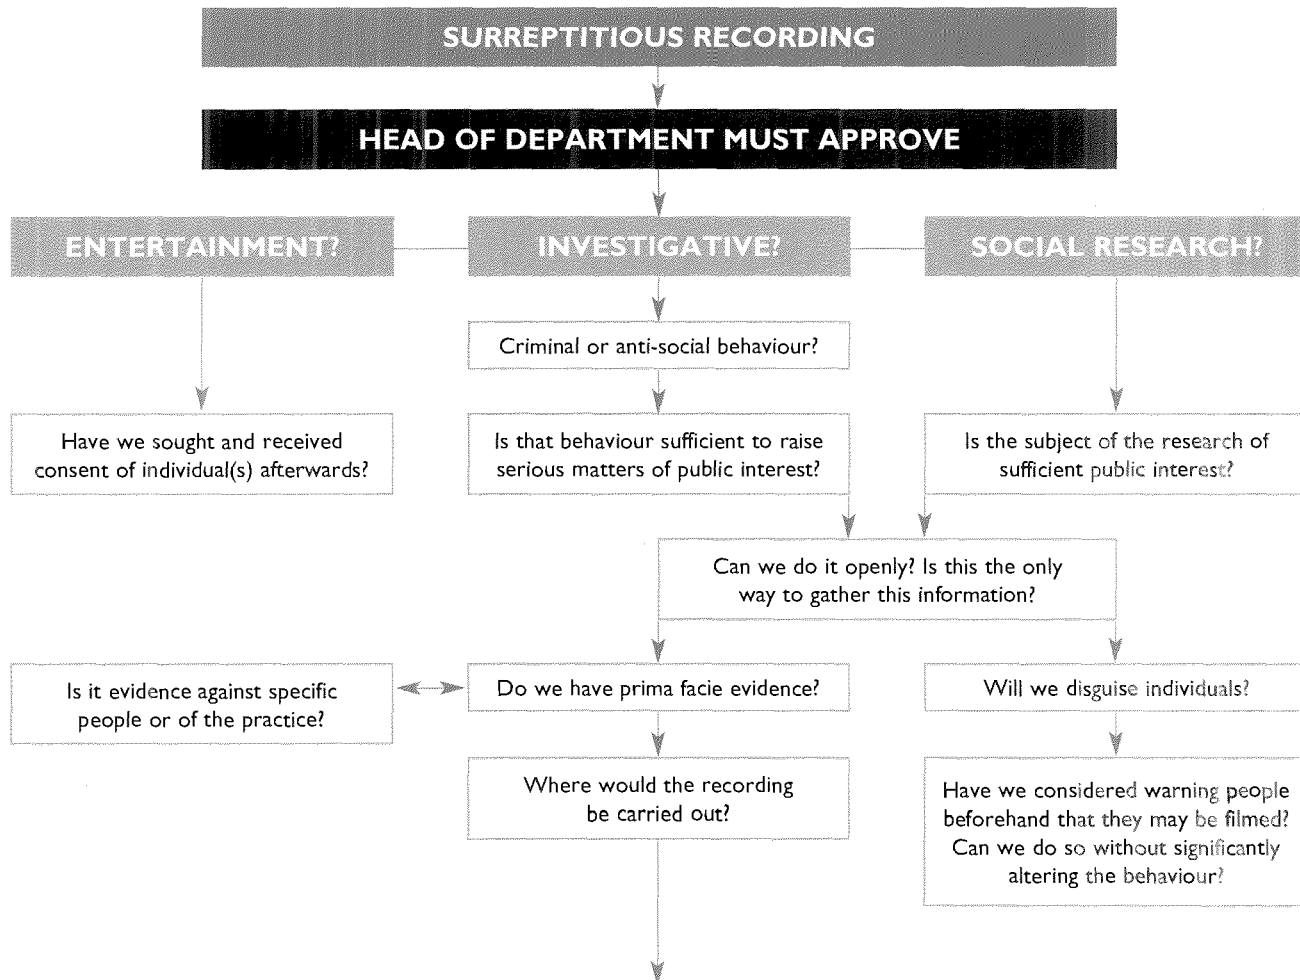 SURREPTITIOUS RECORDING
HEAD OF DEPARTMENT MUST APPROVE
ENTERTAINMENT?
INVESTIGATIVE?
SOCIAL RESEARCH?
Criminal or anti-social behaviour?
Have we sought and received
consent of individual(s) afterwards?
Is that behaviour sufficient to raise
serious matters of public interest?
Is the subject of the research of
sufficient public interest?
Can we do it openly? Is this the only
way to gather this information?
Is it evidence against specific
people or of the practice?
Do we have prima facie evidence?
Will we disguise individuals?
Where would the recording
be carried out?
Have we considered warning people
beforehand that they may be filmed?
Can we do so without significantly
altering the behaviour?